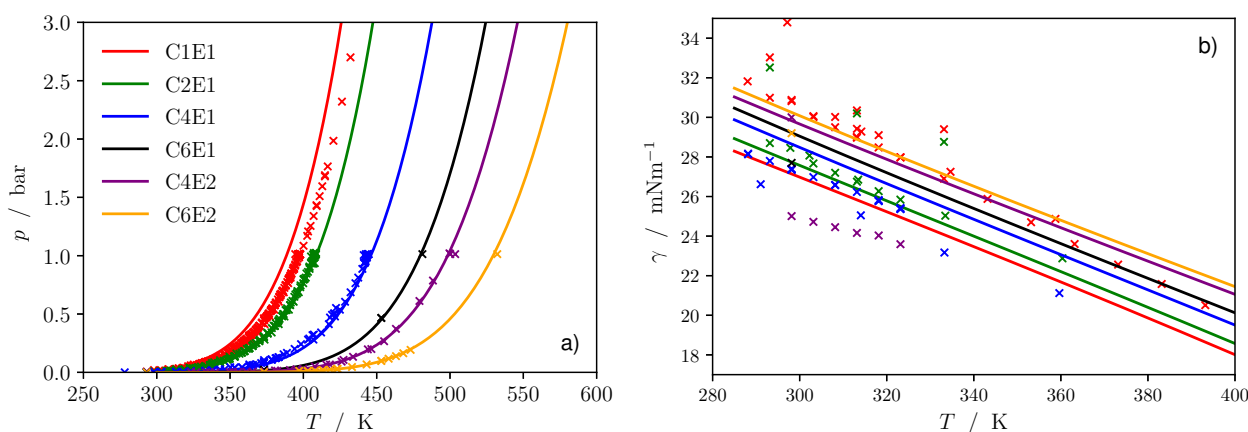 3.0
2.5
2.0
1.5
1.0
0.5
0.0
p / bar
C1E1
C2E1
C4E1
C6E1
C4E2
C6E2
a)
250 300 350 400 450 500 550 600
T / K
34
32
30
28
26
24
22
20
18
γ / mNm⁻¹
b)
280 300 320 340 360 380 400
T / K